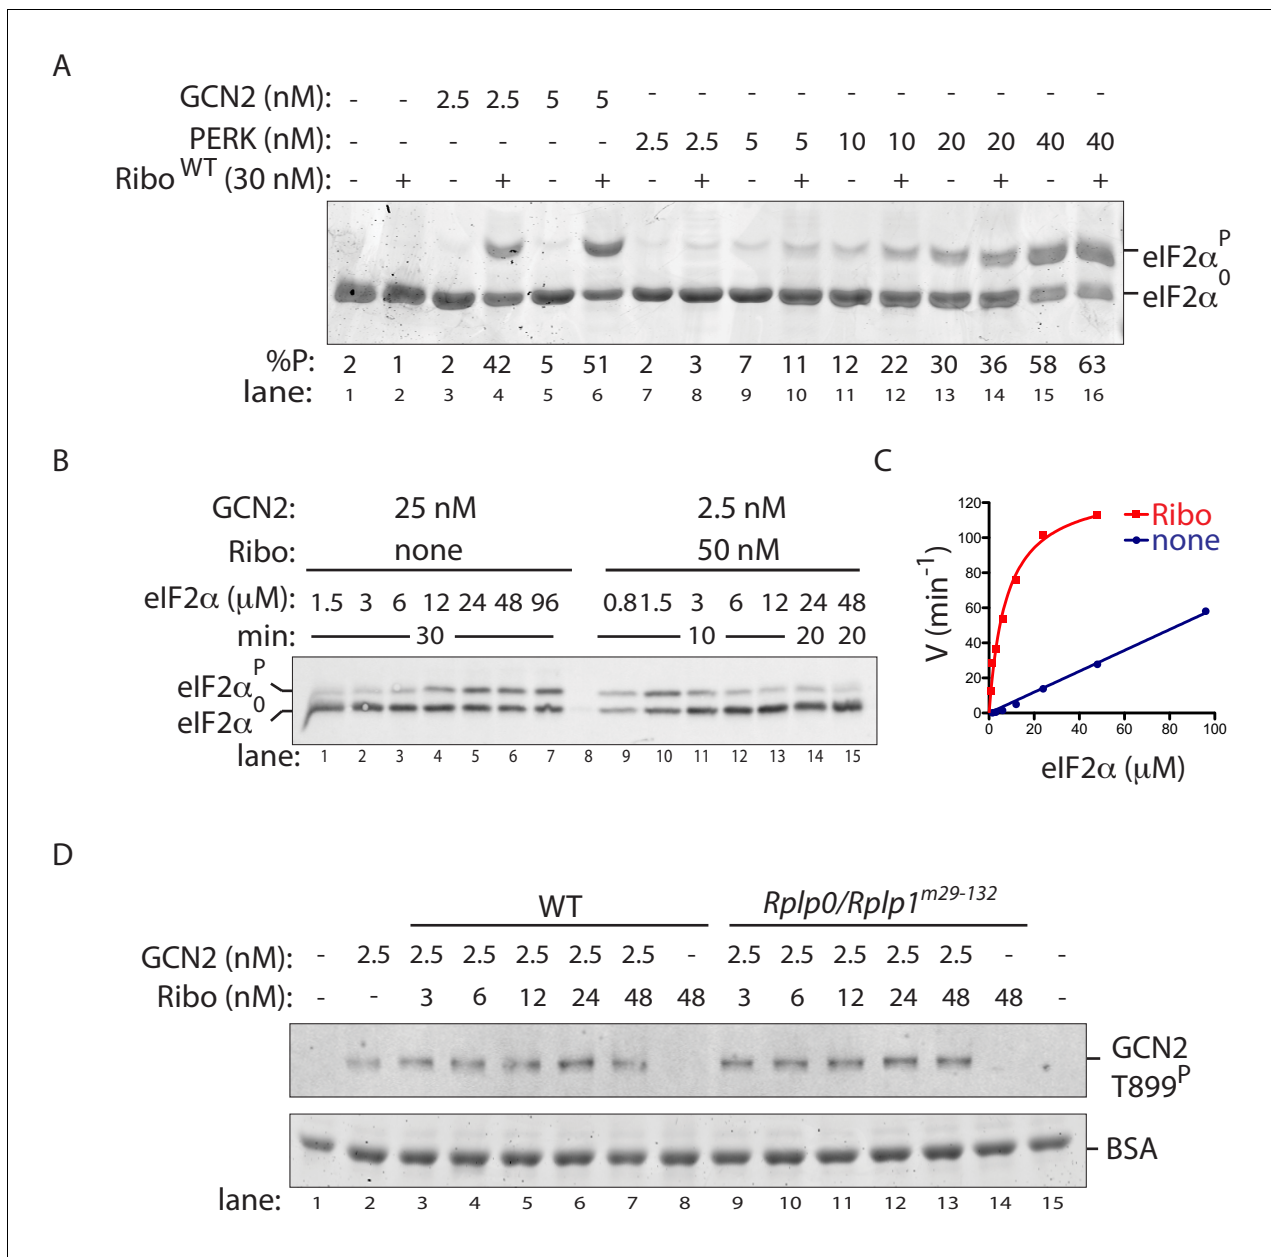 A
GCN2 (nM): - - 2.5 2.5 5 5 - - - - - - - - - -
PERK (nM): - - - - - - 2.5 2.5 5 5 10 10 20 20 40 40
Ribo WT (30 nM): - + - + - + - + - + - + - + - +
eIF2α P
eIF2α 0
%P: 2 1 2 42 5 51 2 3 7 11 12 22 30 36 58 63
lane: 1 2 3 4 5 6 7 8 9 10 11 12 13 14 15 16
B
GCN2: 25 nM 2.5 nM
Ribo: none 50 nM
eIF2α (μM): 1.5 3 6 12 24 48 96 0.8 1.5 3 6 12 24 48
min: 30 10 20 20
eIF2α P
eIF2α 0
lane: 1 2 3 4 5 6 7 8 9 10 11 12 13 14 15
C
120
100
80
60
40
20
0
V (min-1)
Ribo
none
0 20 40 60 80 100
eIF2α (μM)
D
WT Rplp0/Rplp1 m29-132
GCN2 (nM): - 2.5 2.5 2.5 2.5 2.5 2.5 - 2.5 2.5 2.5 2.5 2.5 - -
Ribo (nM): - - 3 6 12 24 48 48 3 6 12 24 48 48 -
GCN2
T899 P
BSA
lane: 1 2 3 4 5 6 7 8 9 10 11 12 13 14 15